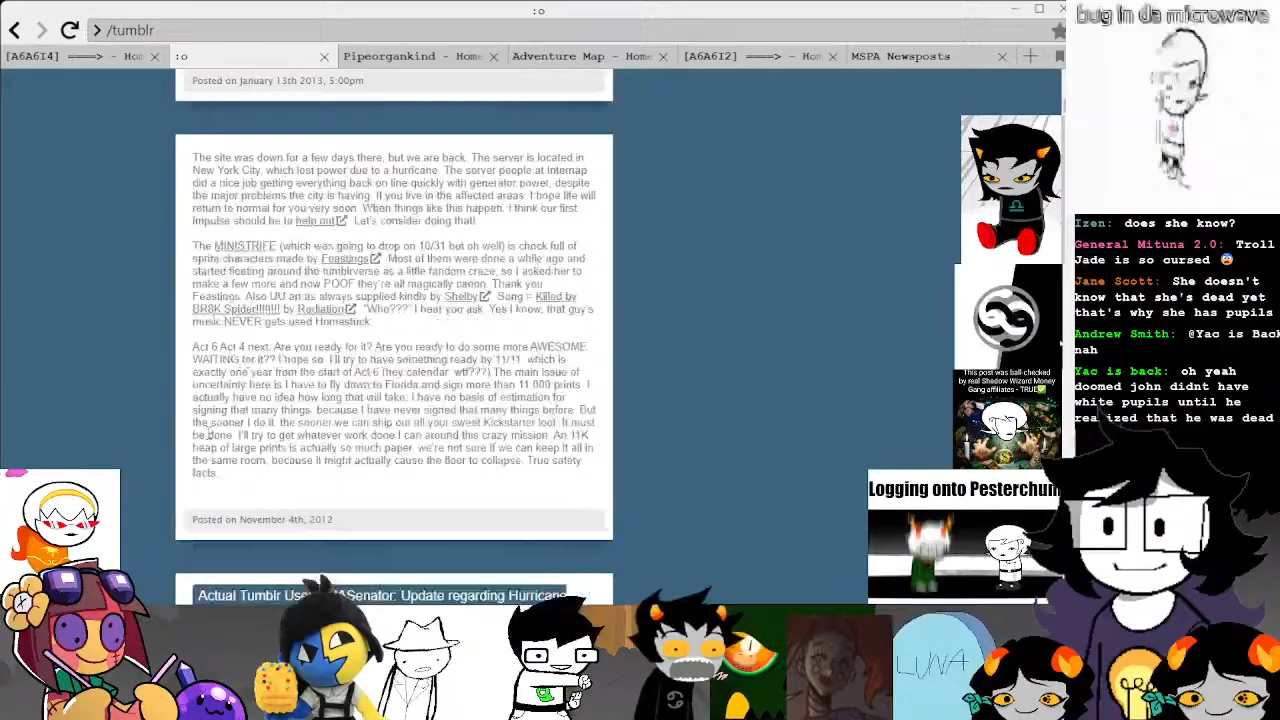 :o
bug in da microwave
/tumblr
[A6A6I4] ====> - Hom
:o
Pipeorgankind - Home
Adventure Map - Home
[A6A6I2] ====> - Hom
MSPA Newsposts
Posted on January 13th 2013, 5:00pm
The site was down for a few days there, but we are back. The server is located in
New York City, which lost power due to a hurricane. The server people at Internap
did a nice job getting everything back on line quickly with generator power, despite
the major problems the city is having. If you live in the affected areas, I hope life will
return to normal for you very soon. When things like this happen, I think our first
impulse should be to help out. Let's consider doing that!
The MINISTRIFE (which was going to drop on 10/31 but oh well) is chock full of
sprite characters made by Feastings. Most of them were done a while ago and
started floating around the tumblrverse as a little fandom craze, so I asked her to
make a few more and now POOF they're all magically canon. Thank you
Feastings. Also UU art as always supplied kindly by Shelby. Song = Killed by
BR8K Spider!!!!!!!! by Radiation. "Who???" I hear you ask. Yes I know, that guy's
music NEVER gets used Homestuck.
Act 6 Act 4 next. Are you ready for it? Are you ready to do some more AWESOME
WAITING for it?? I hope so. I'll try to have something ready by 11/11, which is
exactly one year from the start of Act 6 (hey calendar, wtf???) The main issue of
uncertainty here is I have to fly down to Florida and sign more than 11,000 prints. I
actually have no idea how long that will take. I have no basis of estimation for
signing that many things, because I have never signed that many things before. But
the sooner I do it, the sooner we can ship out all your sweet Kickstarter loot. It must
be done. I'll try to get whatever work done I can around this crazy mission. An 11K
heap of large prints is actually so much paper, we're not sure if we can keep it all in
the same room, because it might actually cause the floor to collapse. True safety
facts.
Posted on November 4th, 2012
Actual Tumblr User Senator: Update regarding Hurricane
Izen: does she know?
General Mituna 2.0: Troll
Jade is so cursed 😨
Jane Scott: She doesn't
know that she's dead yet
that's why she has pupils
Andrew Smith: @Yac is Back
nah
Yac is back: oh yeah
doomed john didnt have
white pupils until he
realized that he was dead
This post was ball-checked
by real Shadow Wizard Money
Gang affiliates - TRUE✅
Logging onto Pesterchum
LUNA